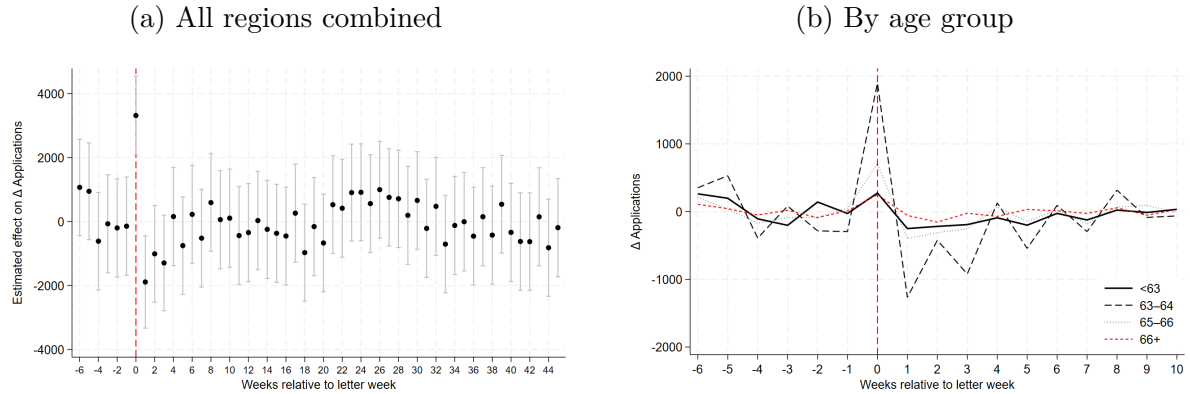 (a) All regions combined
Estimated effect on Δ Applications
4000
2000
0
-2000
-4000
-6 -4 -2 0 2 4 6 8 10 12 14 16 18 20 22 24 26 28 30 32 34 36 38 40 42 44
Weeks relative to letter week
(b) By age group
Δ Applications
2000
1000
0
-1000
-2000
<63
63–64
65–66
66+
-6 -5 -4 -3 -2 -1 0 1 2 3 4 5 6 7 8 9 10
Weeks relative to letter week